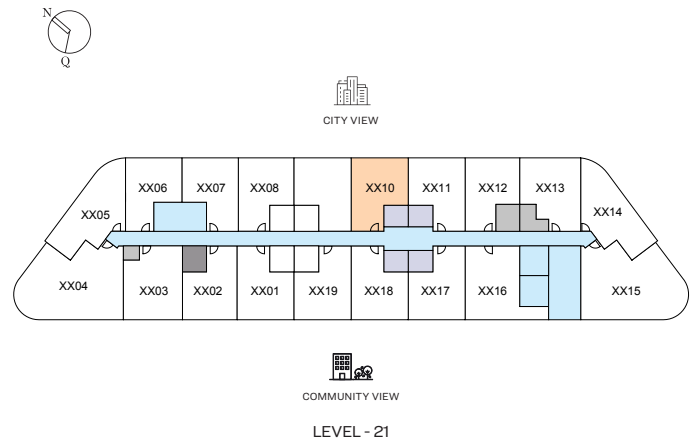 N
Q
CITY VIEW
XX06 XX07 XX08 XX10 XX11 XX12 XX13
XX05 XX14
XX04 XX03 XX02 XX01 XX19 XX18 XX17 XX16 XX15
COMMUNITY VIEW
LEVEL - 21